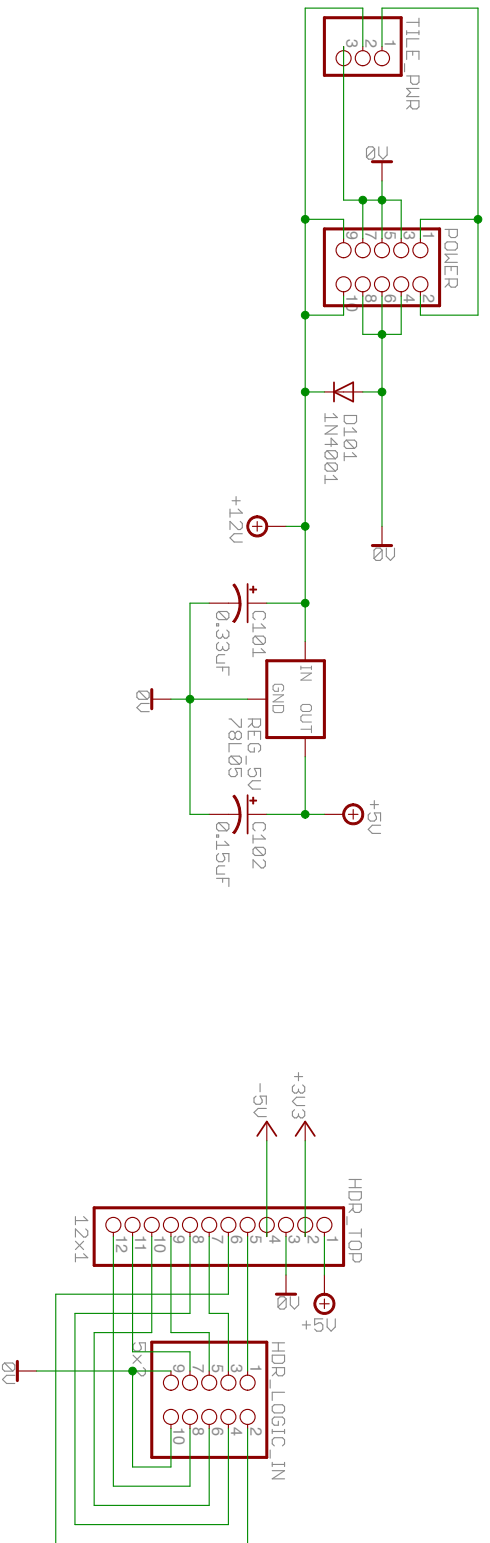 TILE_PWR
1
2
3
0V
POWER
1
3
5
7
9
2
4
6
8
10
D101
1N4001
0V
+12V
C101
0.33uF
IN
OUT
GND
REG_5V
78L05
0V
C102
0.15uF
+5V
+3V3
-5V
HDR_TOP
1
2
3
4
5
6
7
8
9
10
11
12
12x1
0V
+5V
HDR_LOGIC_IN
1
3
5
7
9
2
4
6
8
10
5x2
0V